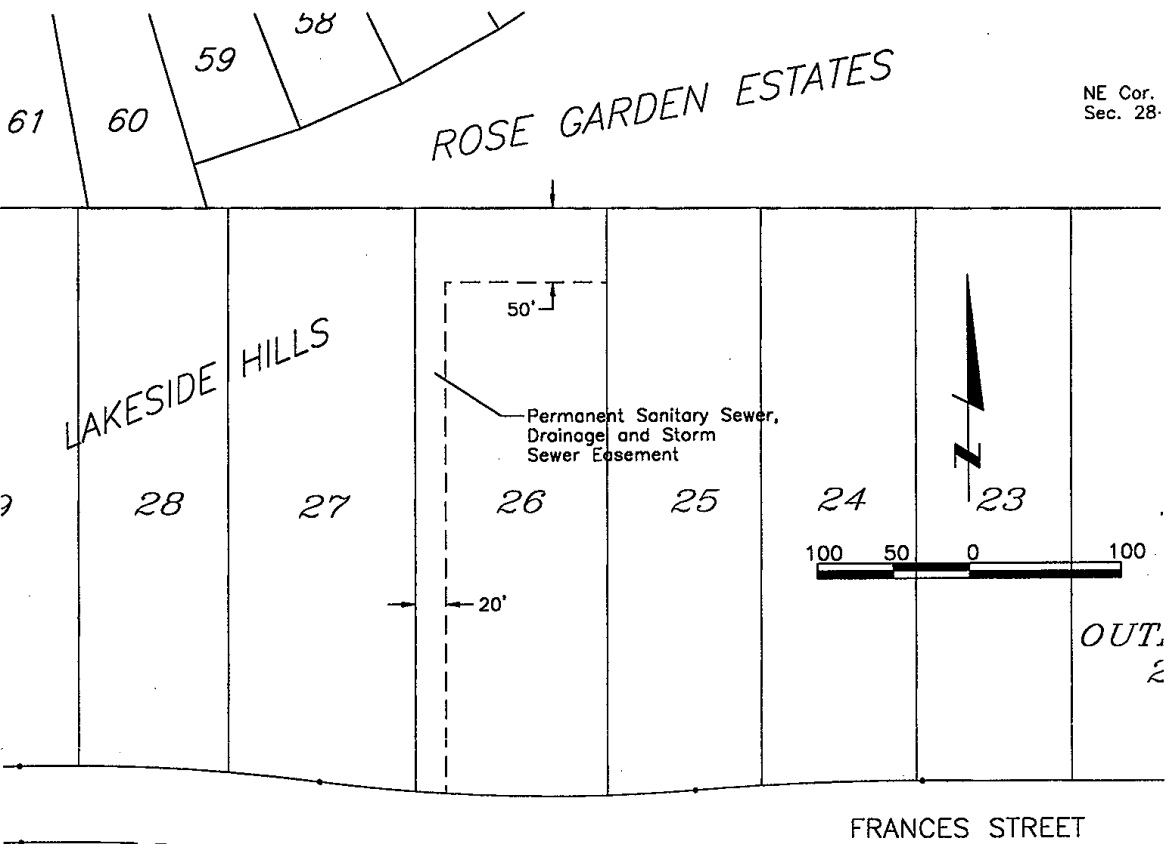 58
59
ROSE GARDEN ESTATES
NE Cor.
Sec. 28-
61
60
50'
LAKESIDE HILLS
Permanent Sanitary Sewer,
Drainage and Storm
Sewer Easement
28
27
26
25
24
23
N
100 50 0 100
20'
FRANCES STREET